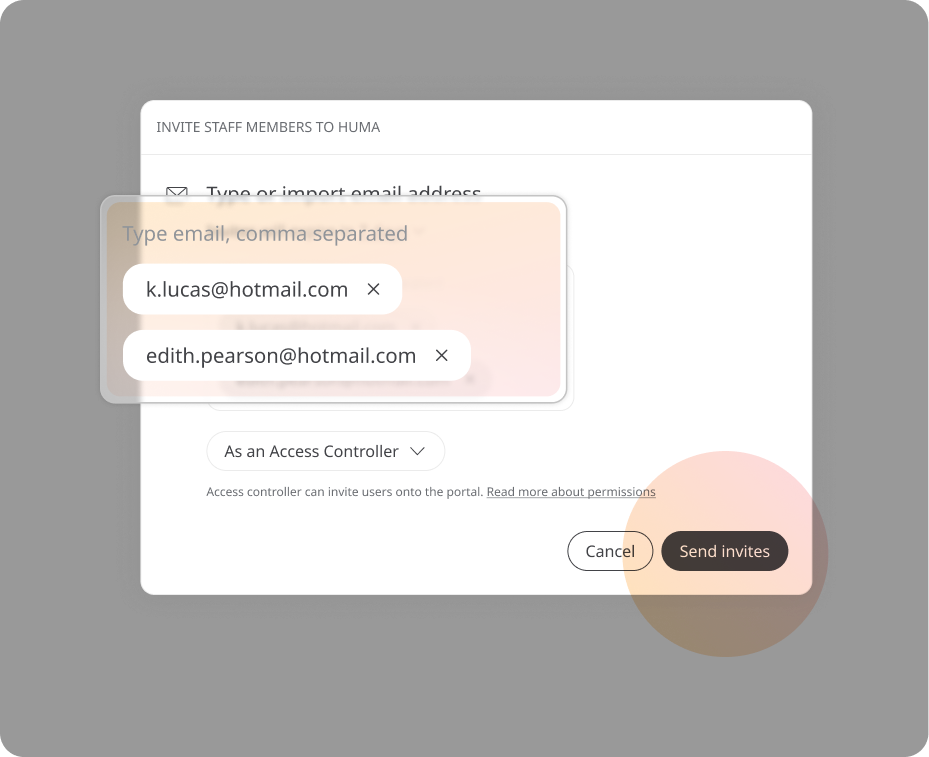 INVITE STAFF MEMBERS TO HUMA
Type or import email address
Type email, comma separated
k.lucas@hotmail.com
edith.pearson@hotmail.com
As an Access Controller
Access controller can invite users onto the portal. Read more about permissions
Cancel
Send invites